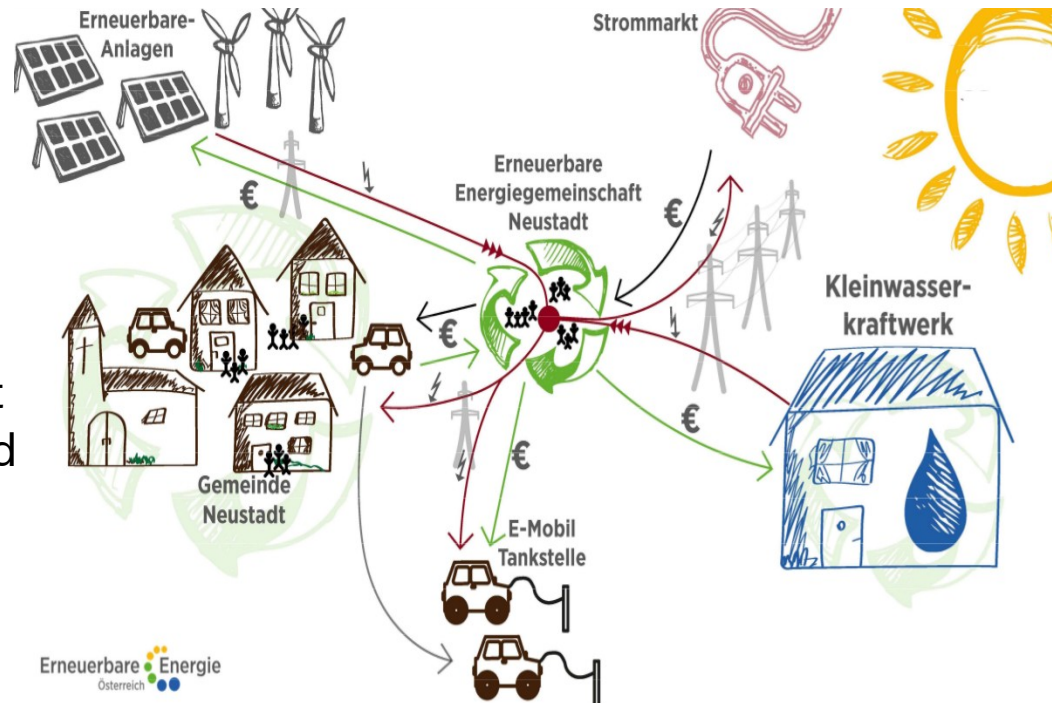 Erneuerbare-
Anlagen
Strommarkt
Erneuerbare
Energiegemeinschaft
Neustadt
€
€
€
€
€
Kleinwasser-
kraftwerk
Gemeinde
Neustadt
E-Mobil
Tankstelle
Erneuerbare Energie
Österreich